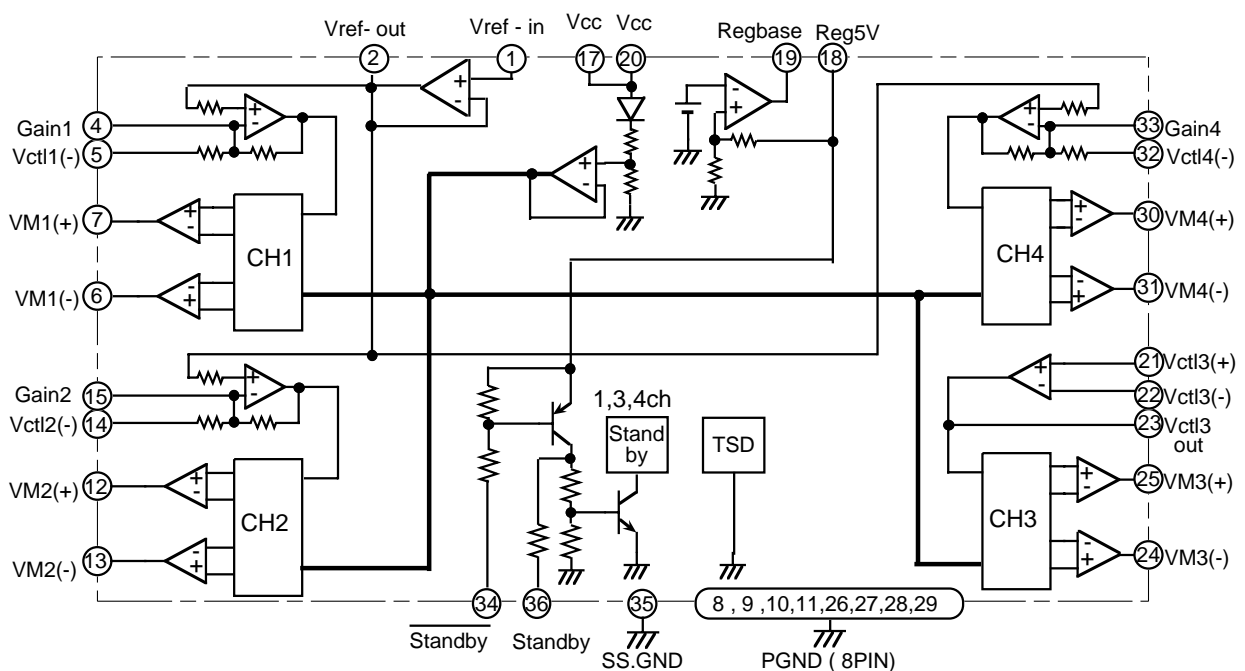 Vref- out
Vref - in
Vcc
Vcc
Regbase
Reg5V
2
1
17
20
19
18
+
-
-
+
Gain1
4
+
-
+
-
33
Gain4
Vctl1(-)
5
32
Vctl4(-)
+
-
VM1(+)
7
+
-
CH1
CH4
+
-
30
VM4(+)
VM1(-)
6
-
+
-
+
31
VM4(-)
+
-
+
-
21
Vctl3(+)
Gain2
15
22
Vctl3(-)
Vctl2(-)
14
1,3,4ch
23
Vctl3
out
Stand
by
TSD
VM2(+)
12
+
-
CH2
CH3
+
-
25
VM3(+)
VM2(-)
13
-
+
-
+
24
VM3(-)
34
36
35
8 , 9 ,10,11,26,27,28,29
Standby
Standby
SS.GND
PGND ( 8PIN)